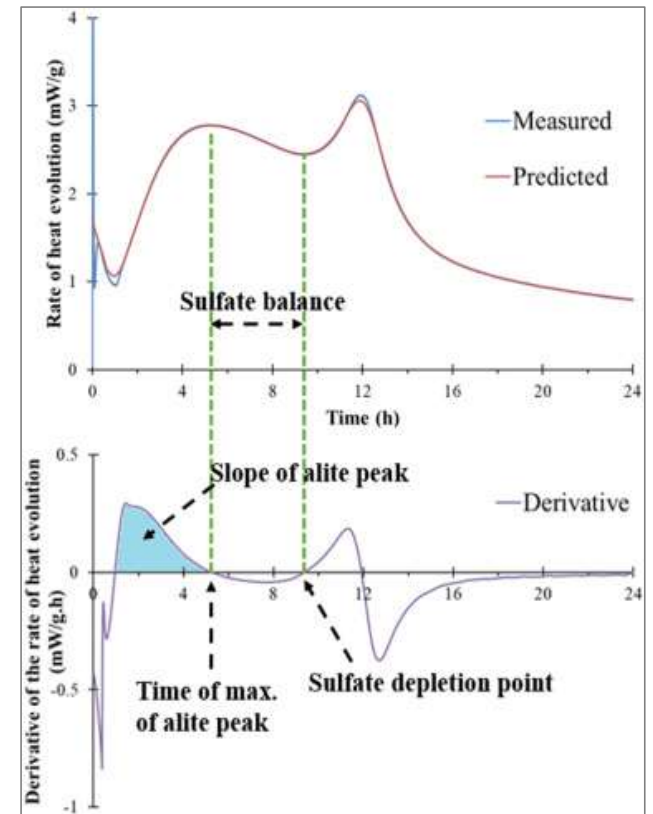 4
3
2
1
0
Rate of heat evolution (mW/g)
Measured
Predicted
Sulfate balance
0 4 8 12 16 20 24
Time (h)
0.5
0
-0.5
-1
Derivative of the rate of heat evolution
(mW/g.h)
Slope of alite peak
Derivative
0 4 8 12 16 20 24
Time of max.
of alite peak
Sulfate depletion point